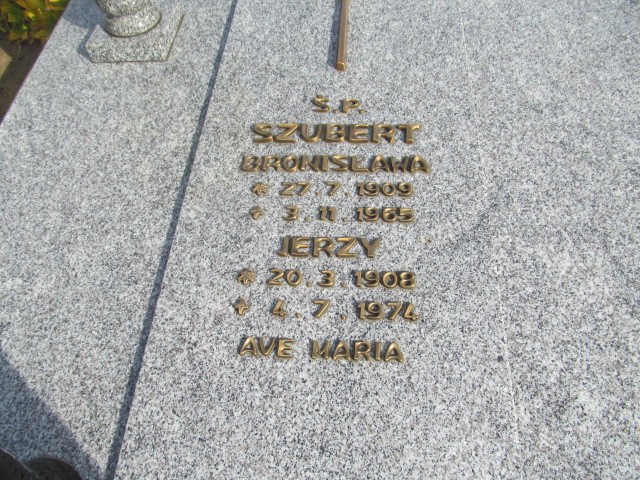 Ś.P.
SZUBERT
BRONISŁAWA
* 27.7.1909
+ 3.11.1965
JERZY
* 20.3.1908
+ 4.7.1974
AVE MARIA